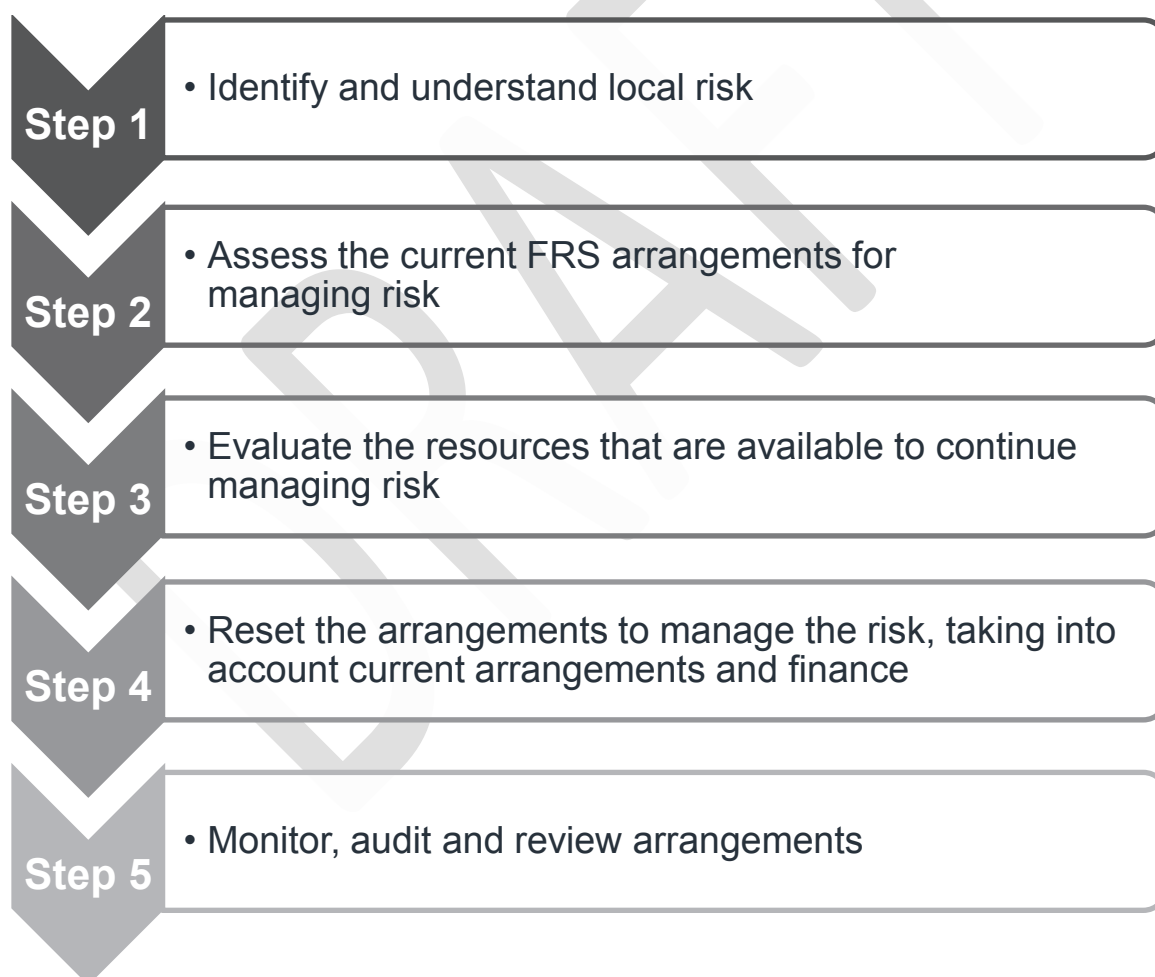 DRAFT
Step 1
• Identify and understand local risk
Step 2
• Assess the current FRS arrangements for
managing risk
Step 3
• Evaluate the resources that are available to continue
managing risk
Step 4
• Reset the arrangements to manage the risk, taking into
account current arrangements and finance
Step 5
• Monitor, audit and review arrangements